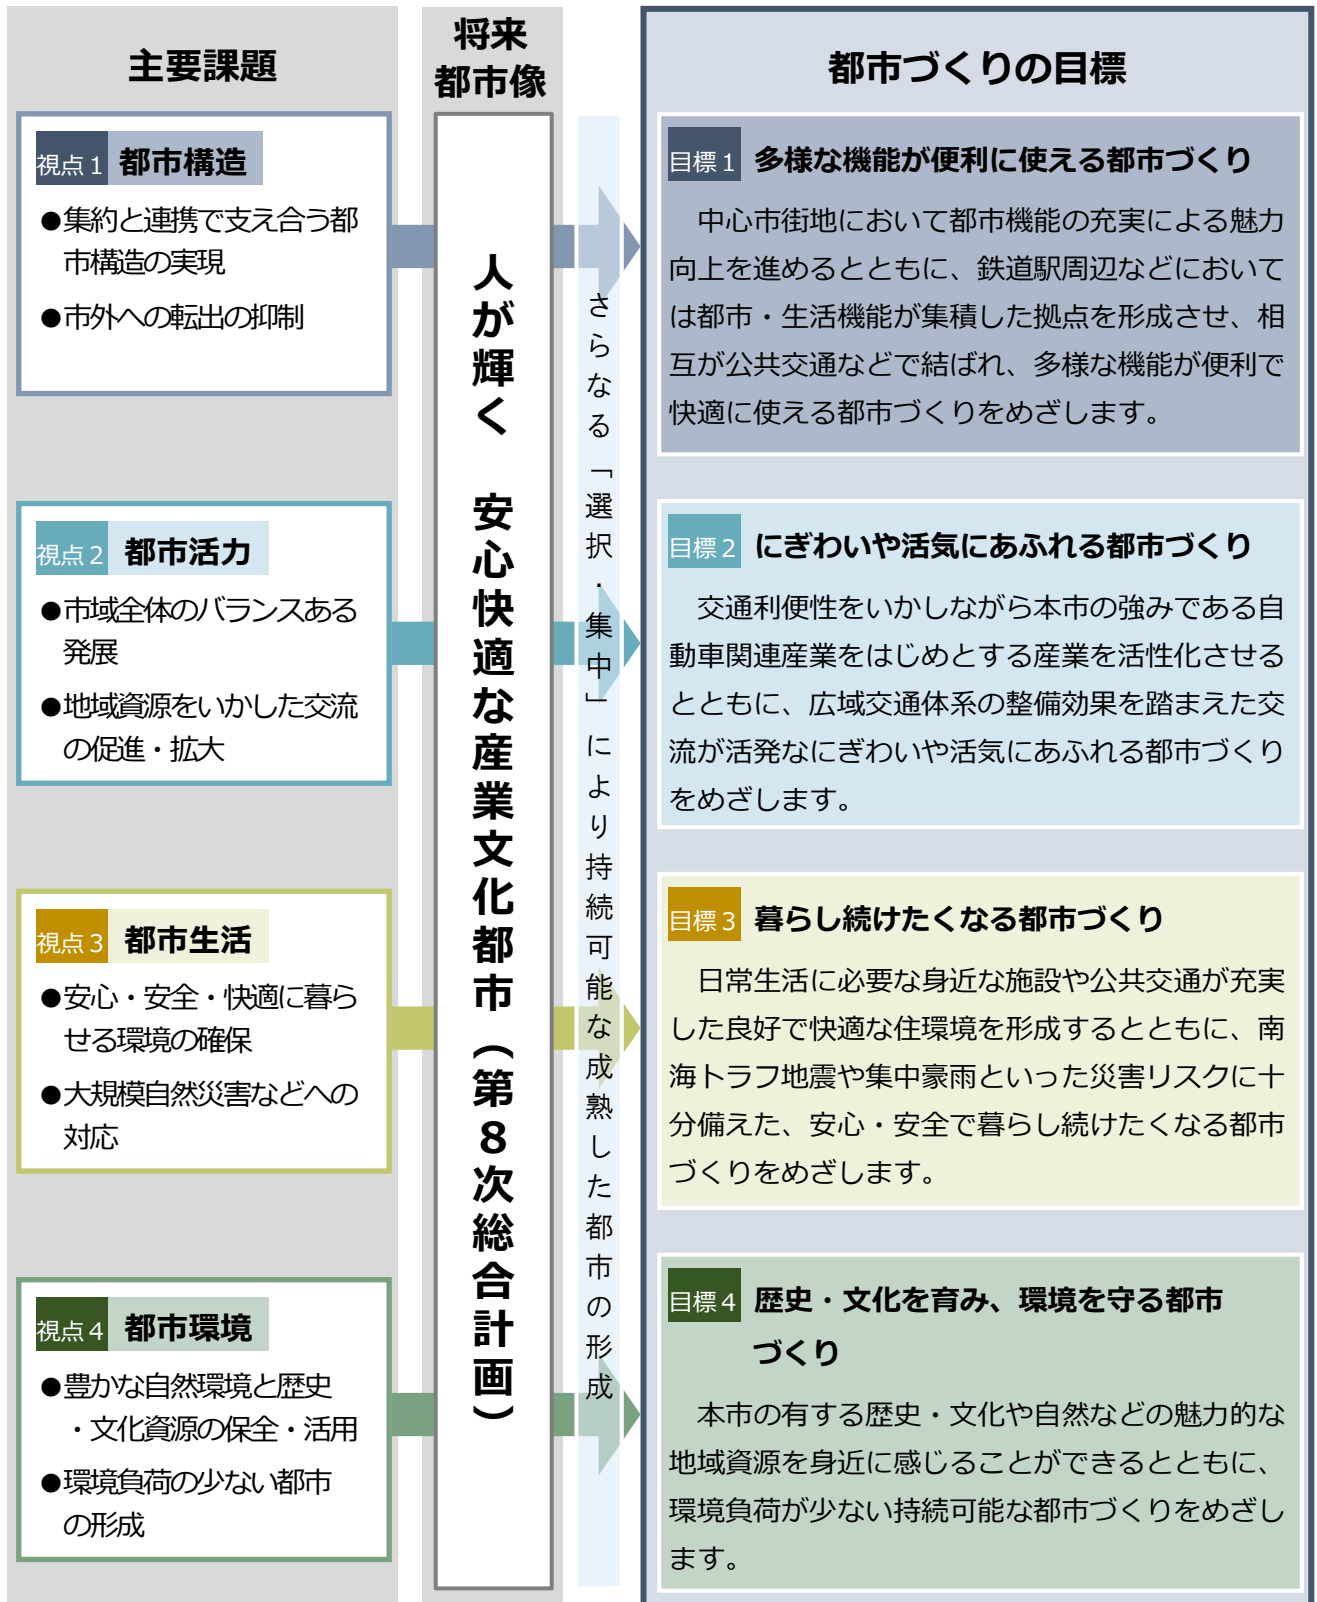 主要課題
視点１ 都市構造
●集約と連携で支え合う都
市構造の実現
●市外への転出の抑制
視点２ 都市活力
●市域全体のバランスある
発展
●地域資源をいかした交流
の促進・拡大
視点３ 都市生活
●安心・安全・快適に暮ら
せる環境の確保
●大規模自然災害などへの
対応
視点４ 都市環境
●豊かな自然環境と歴史
・文化資源の保全・活用
●環境負荷の少ない都市
の形成
将来
都市像
人が輝く　安心快適な産業文化都市（第８次総合計画）
さらなる「選択・集中」により持続可能な成熟した都市の形成
都市づくりの目標
目標１ 多様な機能が便利に使える都市づくり
　中心市街地において都市機能の充実による魅力
向上を進めるとともに、鉄道駅周辺などにおいて
は都市・生活機能が集積した拠点を形成させ、相
互が公共交通などで結ばれ、多様な機能が便利で
快適に使える都市づくりをめざします。
目標２ にぎわいや活気にあふれる都市づくり
　交通利便性をいかしながら本市の強みである自
動車関連産業をはじめとする産業を活性化させる
とともに、広域交通体系の整備効果を踏まえた交
流が活発なにぎわいや活気にあふれる都市づくり
をめざします。
目標３ 暮らし続けたくなる都市づくり
　日常生活に必要な身近な施設や公共交通が充実
した良好で快適な住環境を形成するとともに、南
海トラフ地震や集中豪雨といった災害リスクに十
分備えた、安心・安全で暮らし続けたくなる都市
づくりをめざします。
目標４ 歴史・文化を育み、環境を守る都市
づくり
　本市の有する歴史・文化や自然などの魅力的な
地域資源を身近に感じることができるとともに、
環境負荷が少ない持続可能な都市づくりをめざし
ます。